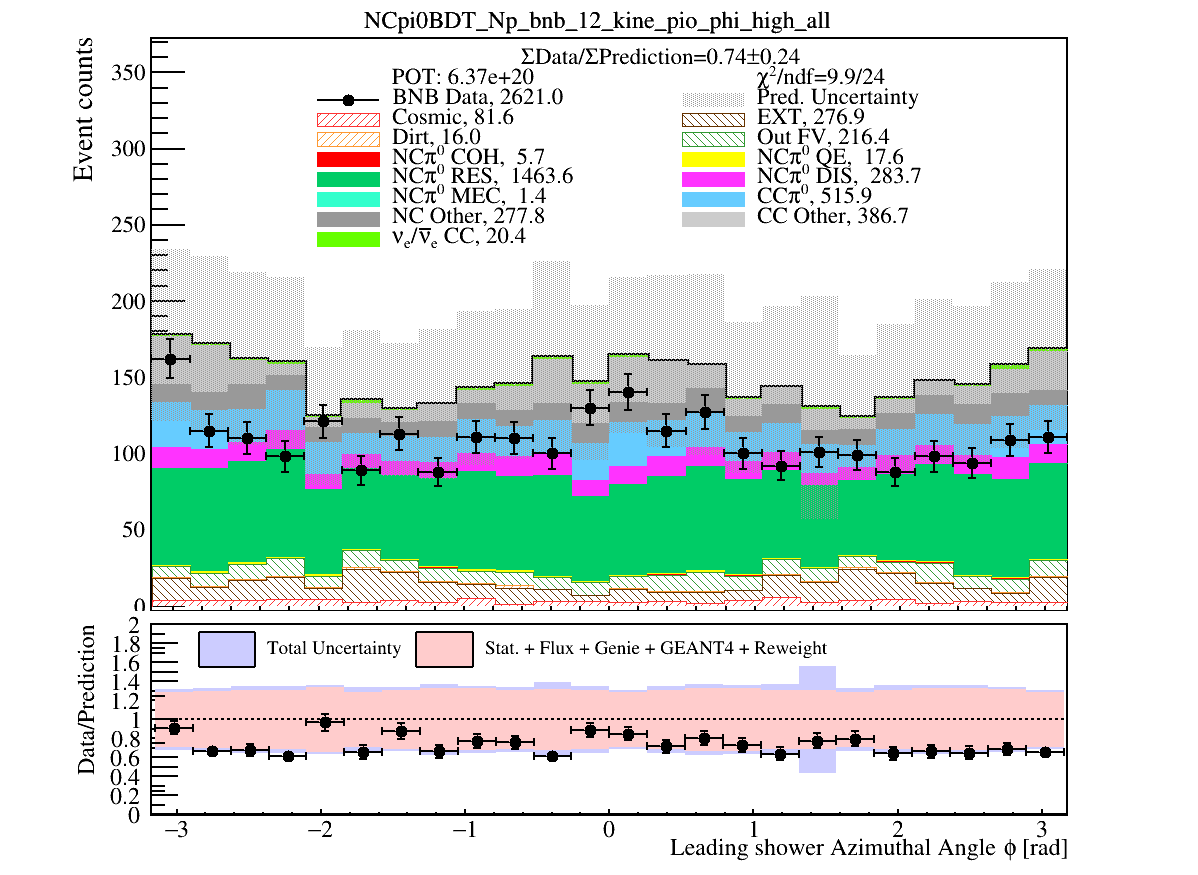 NCpi0BDT_Np_bnb_12_kine_pio_phi_high_all
ΣData/ΣPrediction=0.74±0.24
POT: 6.37e+20
χ²/ndf=9.9/24
BNB Data, 2621.0
Pred. Uncertainty
Cosmic, 81.6
EXT, 276.9
Dirt, 16.0
Out FV, 216.4
NCπ⁰ COH, 5.7
NCπ⁰ QE, 17.6
NCπ⁰ RES, 1463.6
NCπ⁰ DIS, 283.7
NCπ⁰ MEC, 1.4
CCπ⁰, 515.9
NC Other, 277.8
CC Other, 386.7
νe/ν̅e CC, 20.4
Event counts
350
300
250
200
150
100
50
0
Total Uncertainty
Stat. + Flux + Genie + GEANT4 + Reweight
Data/Prediction
2
1.8
1.6
1.4
1.2
1
0.8
0.6
0.4
0.2
0
−3 −2 −1 0 1 2 3
Leading shower Azimuthal Angle ϕ [rad]